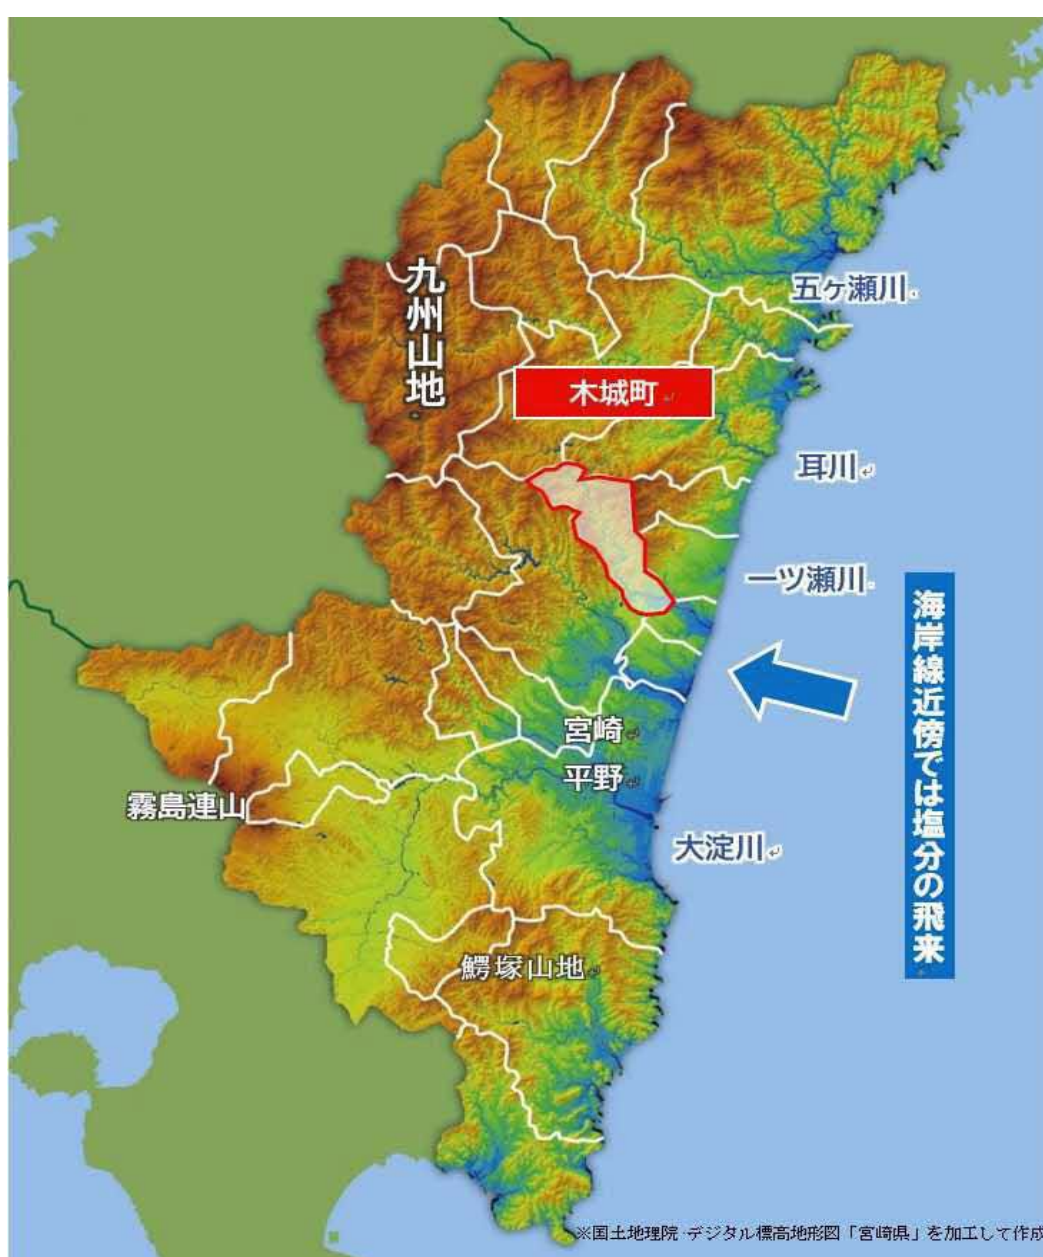 九州山地
五ケ瀬川
木城町
耳川
一ツ瀬川
海岸線近傍では塩分の飛来
宮崎
平野
霧島連山
大淀川
鰐塚山地
※国土地理院 デジタル標高地形図「宮崎県」を加工して作成